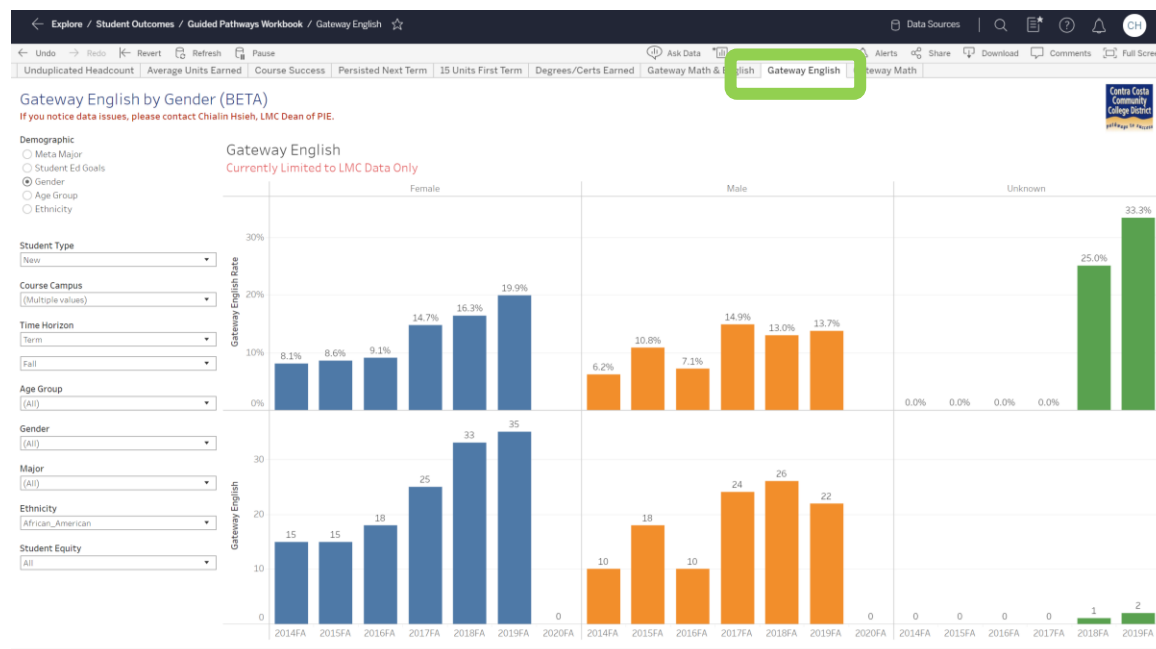 Explore / Student Outcomes / Guided Pathways Workbook / Gateway English
Data Sources
CH
Undo Redo Revert Refresh Pause
Ask Data Alerts Share Download Comments Full Scree
Unduplicated Headcount Average Units Earned Course Success Persisted Next Term 15 Units First Term Degrees/Certs Earned Gateway Math & English Gateway English Gateway Math
Gateway English by Gender (BETA)
If you notice data issues, please contact Chialin Hsieh, LMC Dean of PIE.
Contra Costa
Community
College District
pathways to success
Demographic
Meta Major
Student Ed Goals
Gender
Age Group
Ethnicity
Student Type
New
Course Campus
(Multiple values)
Time Horizon
Term
Fall
Age Group
(All)
Gender
(All)
Major
(All)
Ethnicity
African_American
Student Equity
All
Gateway English
Currently Limited to LMC Data Only
Female Male Unknown
Gateway English Rate
30%
20%
10%
0%
8.1% 8.6% 9.1% 14.7% 16.3% 19.9%
6.2% 10.8% 7.1% 14.9% 13.0% 13.7%
0.0% 0.0% 0.0% 0.0% 25.0% 33.3%
Gateway English
30
20
10
0
15 15 18 25 33 35 0
10 18 10 24 26 22 0
0 0 0 0 1 2
2014FA 2015FA 2016FA 2017FA 2018FA 2019FA 2020FA 2014FA 2015FA 2016FA 2017FA 2018FA 2019FA 2020FA 2014FA 2015FA 2016FA 2017FA 2018FA 2019FA